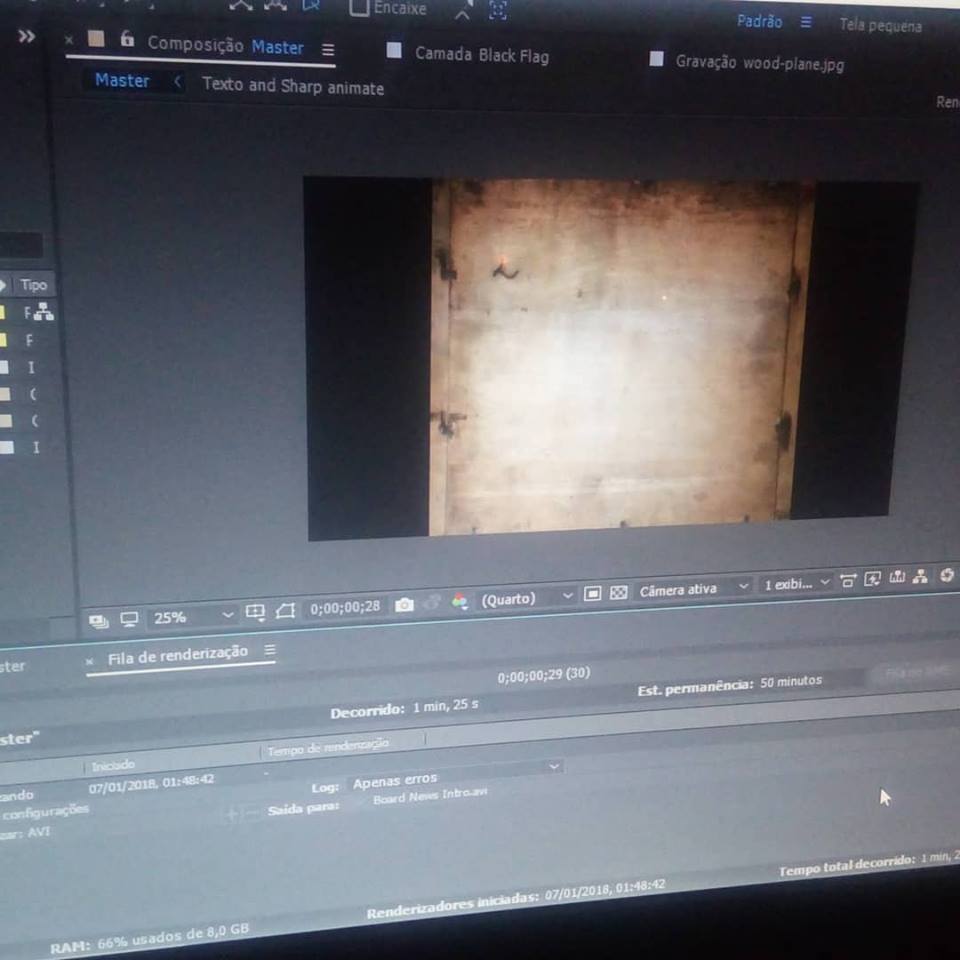 Encaixe
Padrão
Tela pequena
Composição Master
Camada Black Flag
Gravação wood-plane.jpg
Master
Texto and Sharp animate
Ren
Tipo
F
F
I
I
25%
0;00;00;28
(Quarto)
Câmera ativa
1 exibi...
ster
Fila de renderização
0;00;00;29 (30)
Decorrido: 1 min, 25 s
Est. permanência: 50 minutos
ster"
Iniciado
Tempo de renderização
ando
07/01/2018, 01:48:42
-
Log: Apenas erros
configurações
Saída para: Board News Intro.avi
zar: AVI
RAM: 66% usados de 8,0 GB
Renderizadores iniciadas: 07/01/2018, 01:48:42
Tempo total decorrido: 1 min, 2